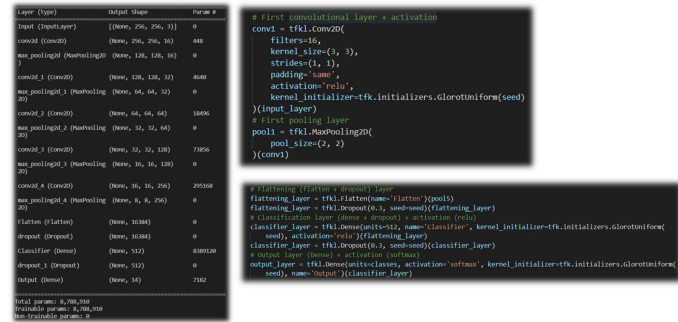 Layer (type) Output Shape Param #
Input (InputLayer) [(None, 256, 256, 3)] 0
conv2d (Conv2D) (None, 256, 256, 16) 448
max_pooling2d (MaxPooling2D (None, 128, 128, 16) 0
)
conv2d_1 (Conv2D) (None, 128, 128, 32) 4640
max_pooling2d_1 (MaxPooling (None, 64, 64, 32) 0
2D)
conv2d_2 (Conv2D) (None, 64, 64, 64) 18496
max_pooling2d_2 (MaxPooling (None, 32, 32, 64) 0
2D)
conv2d_3 (Conv2D) (None, 32, 32, 128) 73856
max_pooling2d_3 (MaxPooling (None, 16, 16, 128) 0
2D)
conv2d_4 (Conv2D) (None, 16, 16, 256) 295168
max_pooling2d_4 (MaxPooling (None, 8, 8, 256) 0
2D)
Flatten (Flatten) (None, 16384) 0
dropout (Dropout) (None, 16384) 0
Classifier (Dense) (None, 512) 8389120
dropout_1 (Dropout) (None, 512) 0
Output (Dense) (None, 14) 7182
Total params: 8,788,910
Trainable params: 8,788,910
Non-trainable params: 0
# First convolutional layer + activation
conv1 = tfkl.Conv2D(
filters=16,
kernel_size=(3, 3),
strides=(1, 1),
padding='same',
activation='relu',
kernel_initializer=tfk.initializers.GlorotUniform(seed)
)(input_layer)
# First pooling layer
pool1 = tfkl.MaxPooling2D(
pool_size=(2, 2)
)(conv1)
# Flattening (flatten + dropout) layer
flattening_layer = tfkl.Flatten(name='Flatten')(pool5)
flattening_layer = tfkl.Dropout(0.3, seed=seed)(flattening_layer)
# Classification layer (dense + dropout) + activation (relu)
classifier_layer = tfkl.Dense(units=512, name='Classifier', kernel_initializer=tfk.initializers.GlorotUniform(
seed), activation='relu')(flattening_layer)
classifier_layer = tfkl.Dropout(0.3, seed=seed)(classifier_layer)
# Output layer (Dense) + activation (softmax)
output_layer = tfkl.Dense(units=classes, activation='softmax', kernel_initializer=tfk.initializers.GlorotUniform(
seed), name='Output')(classifier_layer)